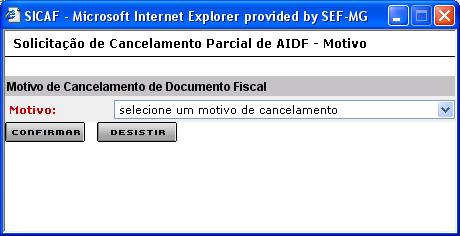 SICAF - Microsoft Internet Explorer provided by SEF-MG
Solicitação de Cancelamento Parcial de AIDF - Motivo
Motivo de Cancelamento de Documento Fiscal
Motivo: selecione um motivo de cancelamento
CONFIRMAR DESISTIR